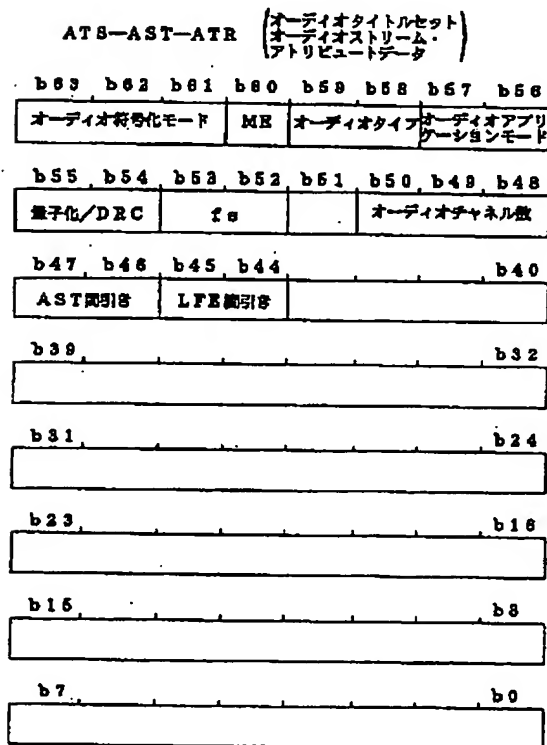 ATS-AST-ATR
オーディオタイトルセット
オーディオストリーム・
アトリビュートデータ
b63 b62 b61 b60 b59 b58 b57 b56
オーディオ符号化モード ME オーディオタイプ オーディオアプリ
ケーションモード
b55 b54 b53 b52 b51 b50 b49 b48
量子化/DRC fs オーディオチャネル数
b47 b46 b45 b44 b40
AST間引き LFE間引き
b39 b32
b31 b24
b23 b16
b15 b8
b7 b0